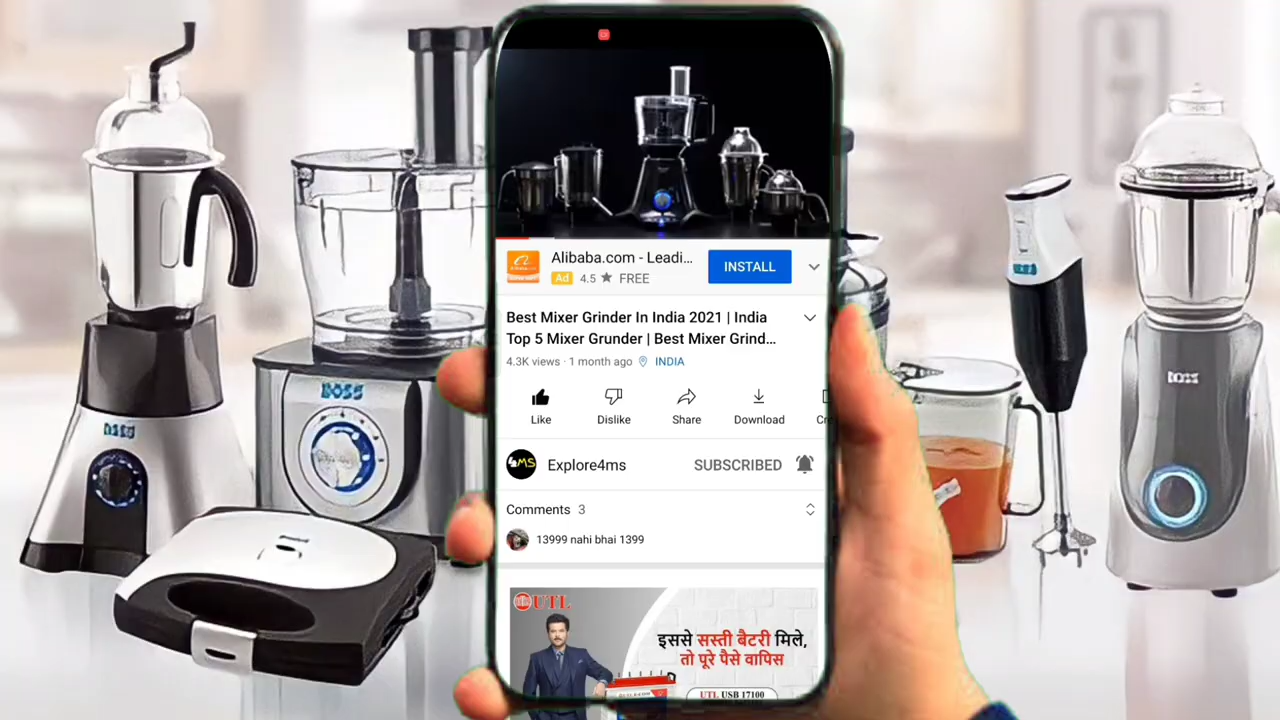 Alibaba.com - Leadi...
INSTALL
Ad 4.5 ★ FREE
Best Mixer Grinder In India 2021 | India
Top 5 Mixer Grunder | Best Mixer Grind...
4.3K views · 1 month ago INDIA
Like
Dislike
Share
Download
Cre
Explore4ms
SUBSCRIBED
Comments 3
13999 nahi bhai 1399
UTL
इससे सस्ती बैटरी मिले,
तो पूरे पैसे वापिस
UTL USB 17100
BOSS
BOSS
BOSS